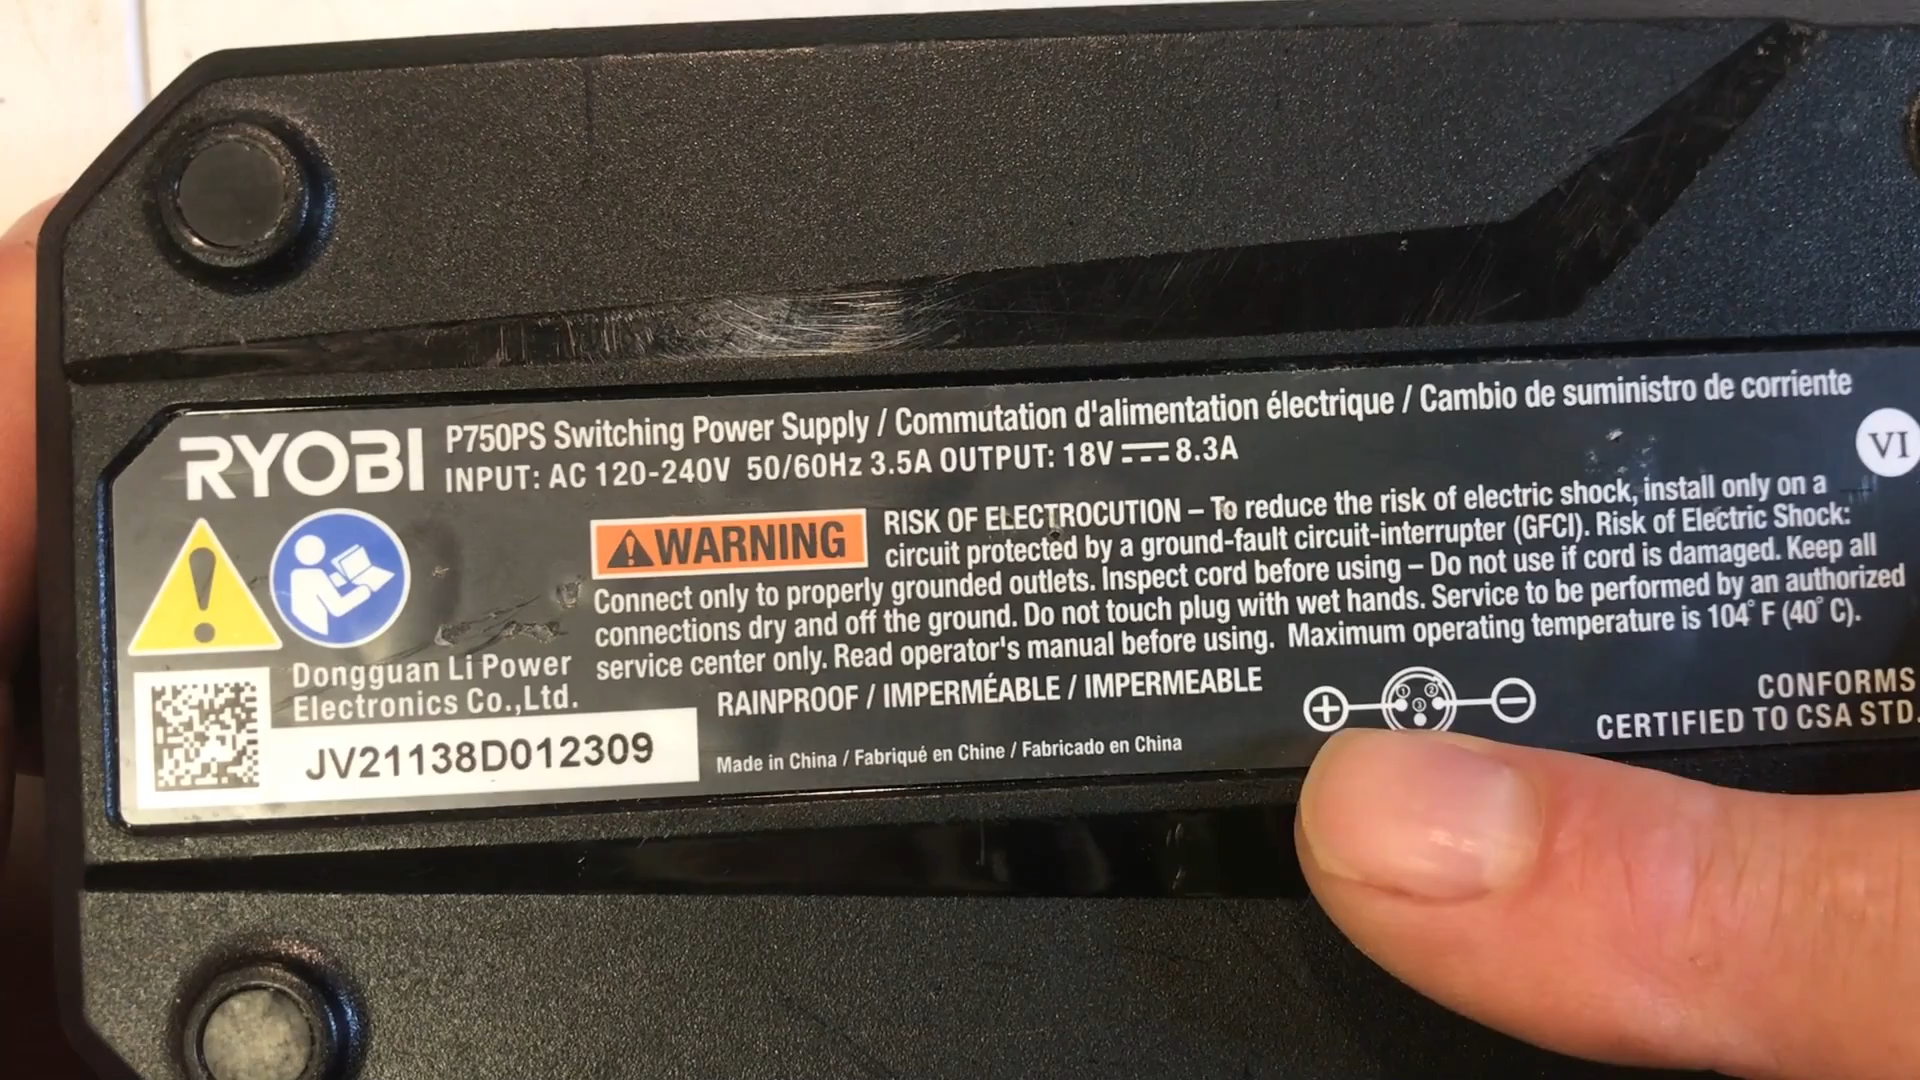 RYOBI
P750PS Switching Power Supply / Commutation d'alimentation électrique / Cambio de suministro de corriente
INPUT: AC 120-240V 50/60Hz 3.5A OUTPUT: 18V ⎓ 8.3A
VI
WARNING
RISK OF ELECTROCUTION – To reduce the risk of electric shock, install only on a
circuit protected by a ground-fault circuit-interrupter (GFCI). Risk of Electric Shock:
Connect only to properly grounded outlets. Inspect cord before using – Do not use if cord is damaged. Keep all
connections dry and off the ground. Do not touch plug with wet hands. Service to be performed by an authorized
service center only. Read operator's manual before using. Maximum operating temperature is 104° F (40° C).
Dongguan Li Power
Electronics Co.,Ltd.
JV21138D012309
RAINPROOF / IMPERMÉABLE / IMPERMEABLE
Made in China / Fabriqué en Chine / Fabricado en China
+ 1 2 3 −
CONFORMS
CERTIFIED TO CSA STD.